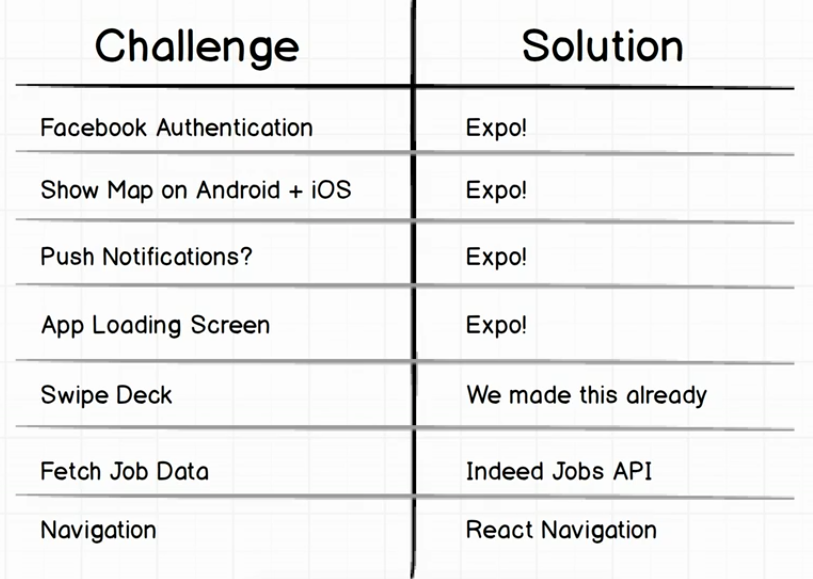 Challenge Solution
Facebook Authentication Expo!
Show Map on Android + iOS Expo!
Push Notifications? Expo!
App Loading Screen Expo!
Swipe Deck We made this already
Fetch Job Data Indeed Jobs API
Navigation React Navigation